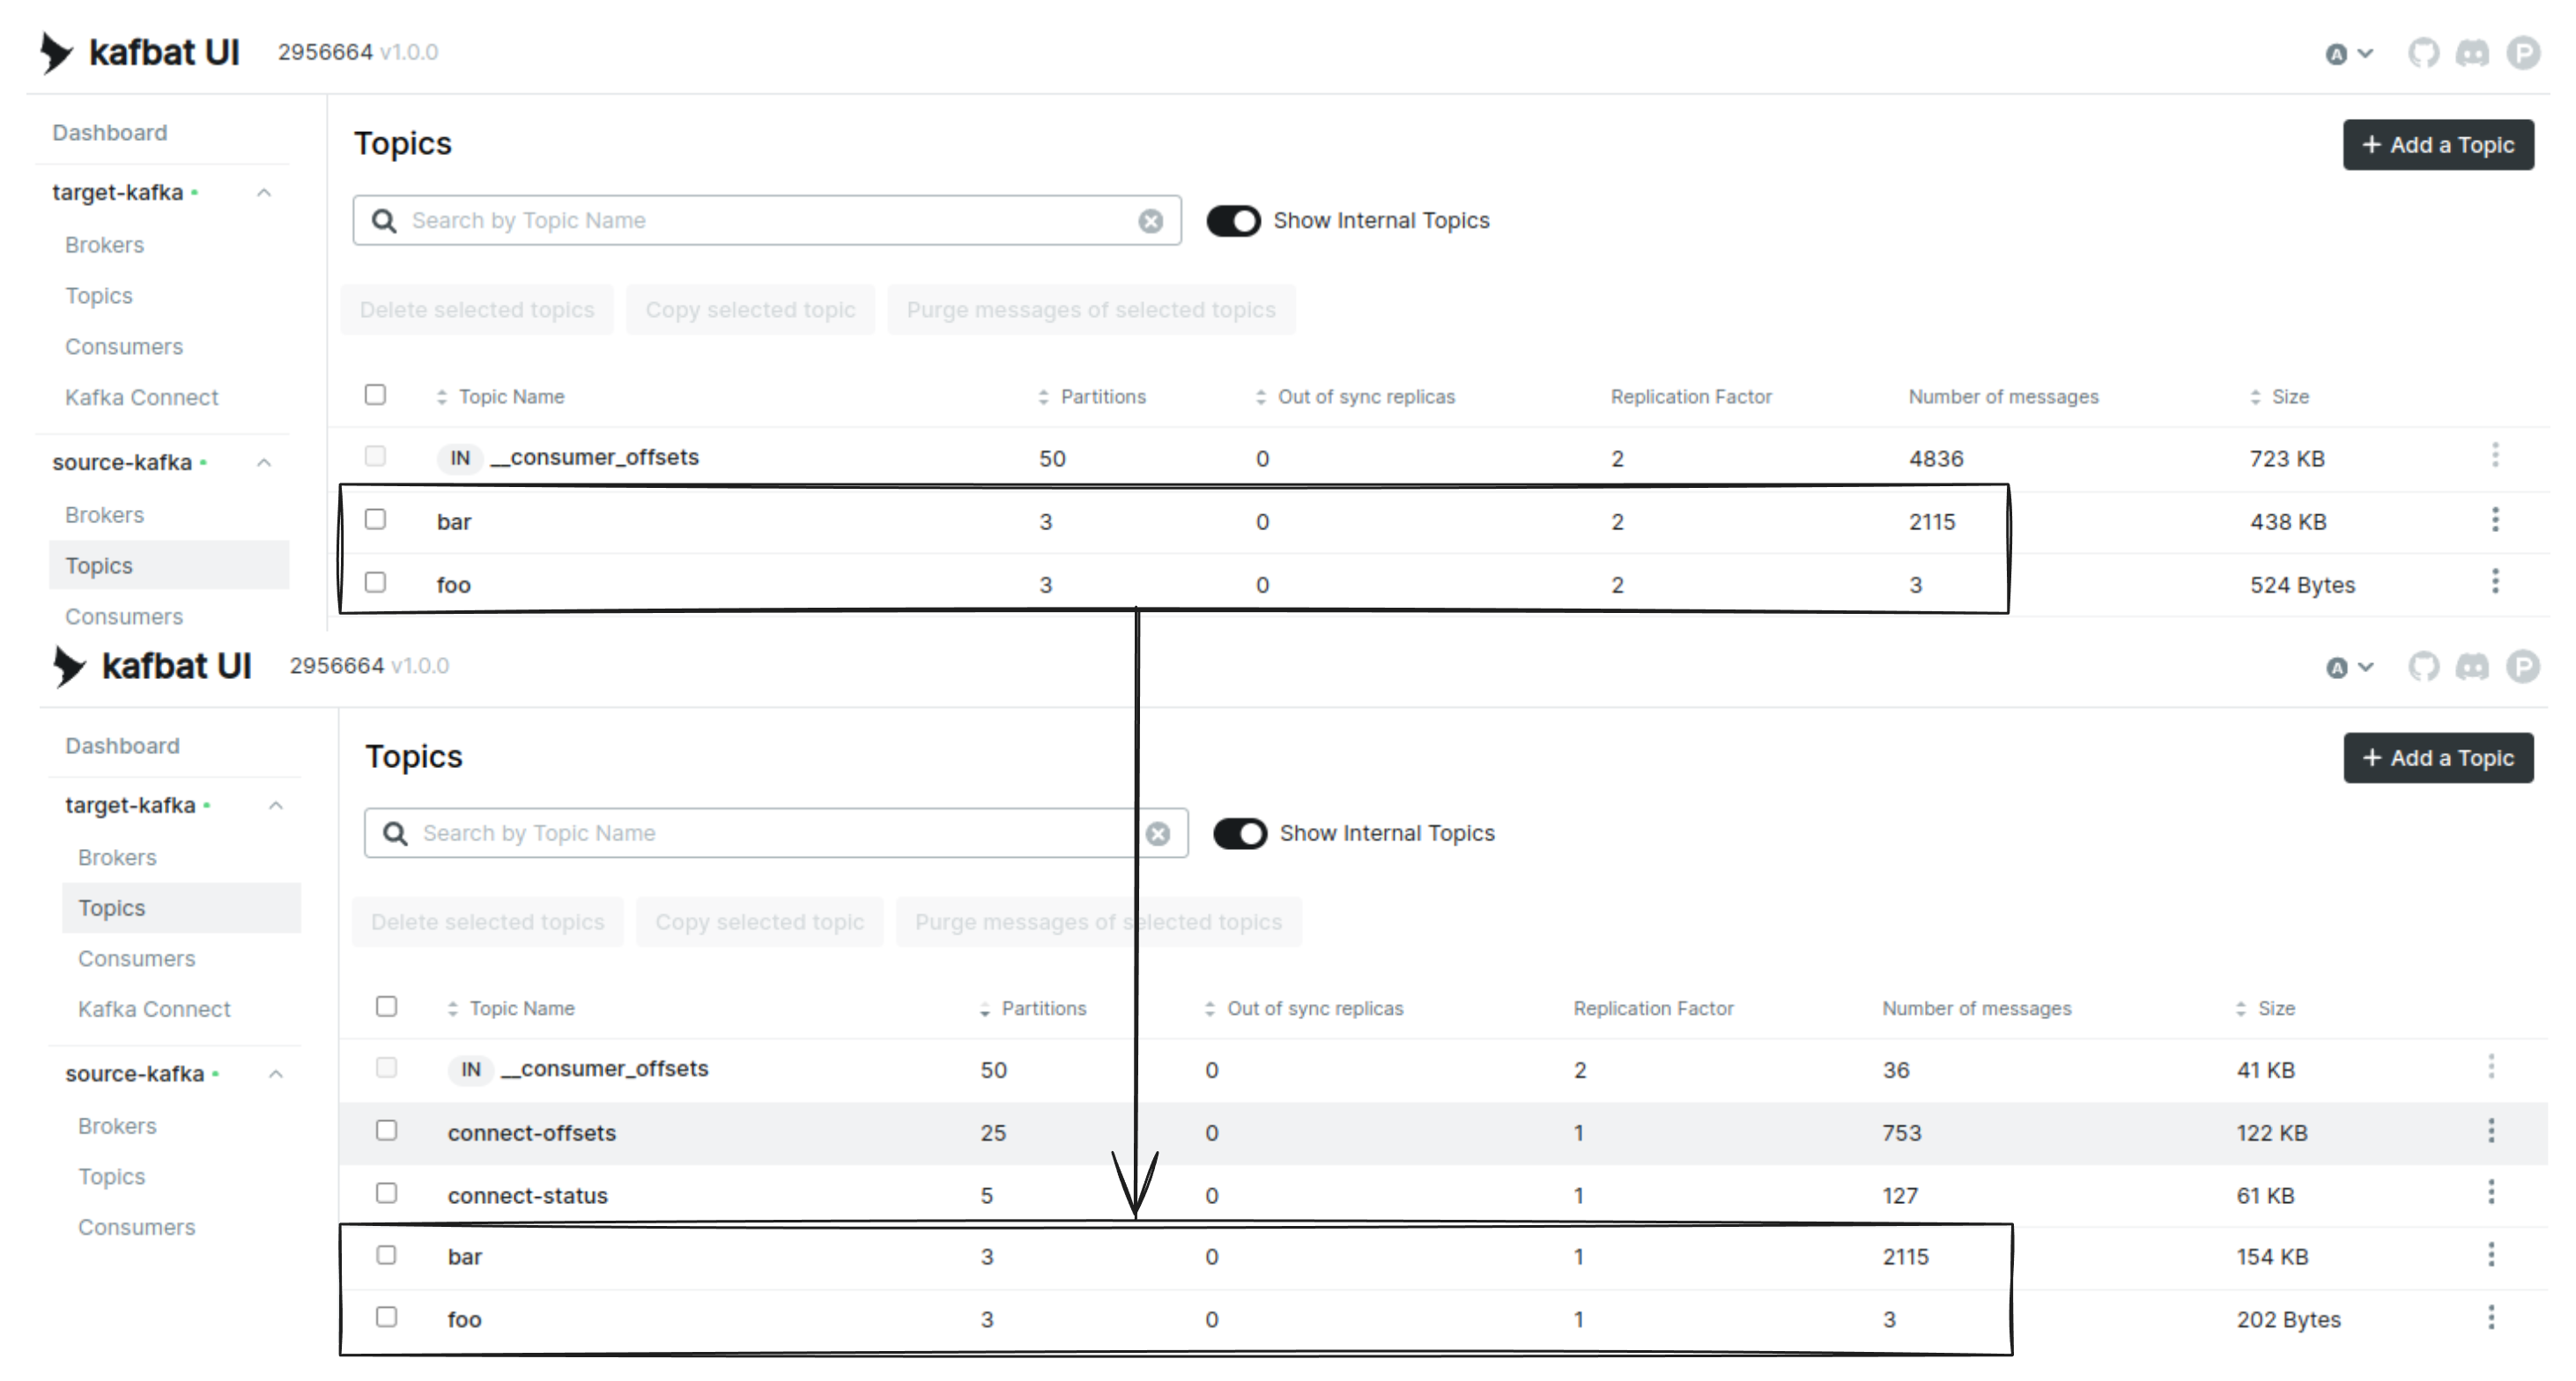 kafbat UI 2956664 v1.0.0 A P
Dashboard
target-kafka
Brokers
Topics
Consumers
Kafka Connect
source-kafka
Brokers
Topics
Consumers
Topics
+ Add a Topic
Search by Topic Name
Show Internal Topics
Delete selected topics Copy selected topic Purge messages of selected topics
Topic Name Partitions Out of sync replicas Replication Factor Number of messages Size
IN __consumer_offsets 50 0 2 4836 723 KB
bar 3 0 2 2115 438 KB
foo 3 0 2 3 524 Bytes
kafbat UI 2956664 v1.0.0 A P
Dashboard
target-kafka
Brokers
Topics
Consumers
Kafka Connect
source-kafka
Brokers
Topics
Consumers
Topics
+ Add a Topic
Search by Topic Name
Show Internal Topics
Delete selected topics Copy selected topic Purge messages of selected topics
Topic Name Partitions Out of sync replicas Replication Factor Number of messages Size
IN __consumer_offsets 50 0 2 36 41 KB
connect-offsets 25 0 1 753 122 KB
connect-status 5 0 1 127 61 KB
bar 3 0 1 2115 154 KB
foo 3 0 1 3 202 Bytes